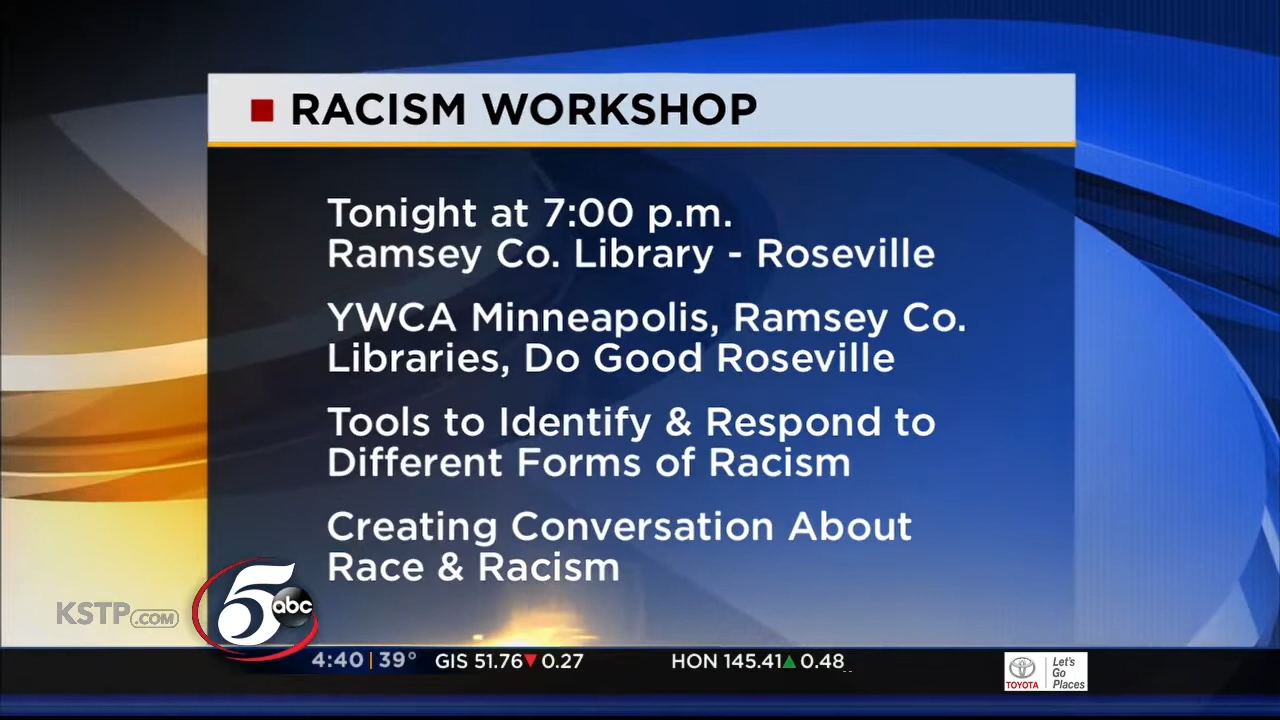 RACISM WORKSHOP
Tonight at 7:00 p.m.
Ramsey Co. Library - Roseville
YWCA Minneapolis, Ramsey Co.
Libraries, Do Good Roseville
Tools to Identify & Respond to
Different Forms of Racism
Creating Conversation About
Race & Racism
KSTP.COM
5 abc
4:40 39° GIS 51.76▼0.27 HON 145.41▲0.48
TOYOTA
Let's
Go
Places